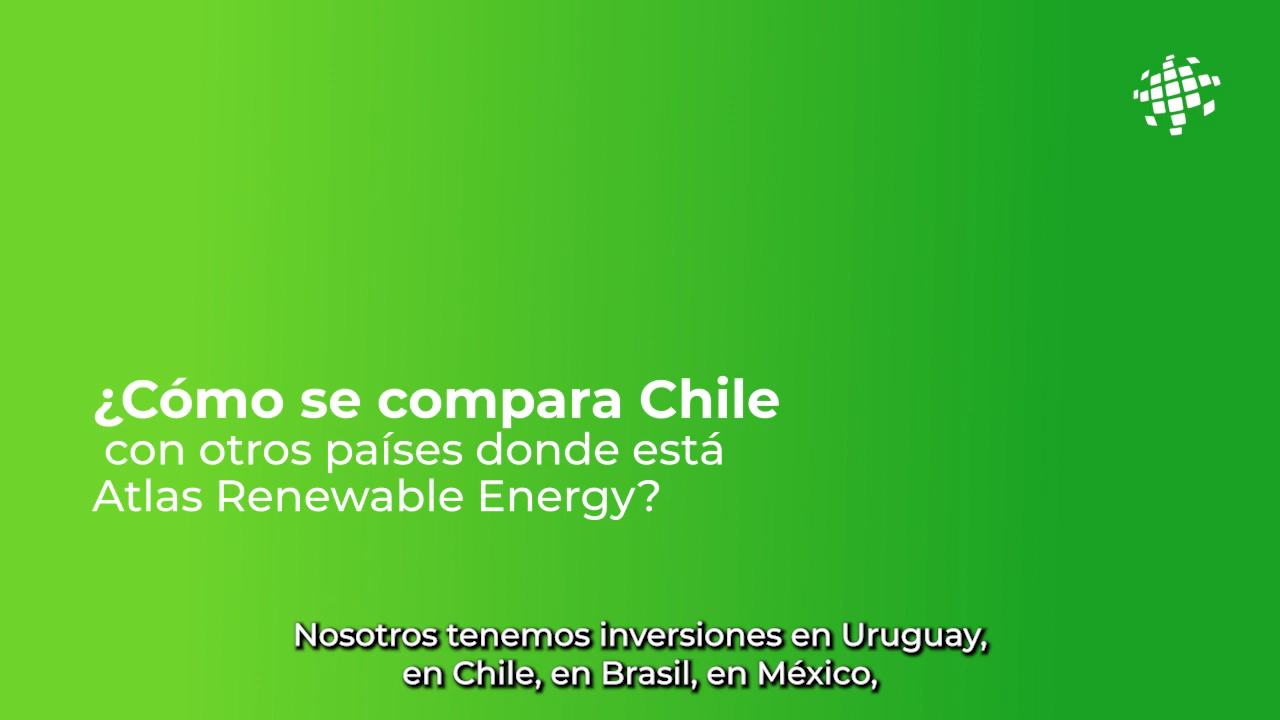 ¿Cómo se compara Chile
con otros países donde está
Atlas Renewable Energy?
Nosotros tenemos inversiones en Uruguay,
en Chile, en Brasil, en México,